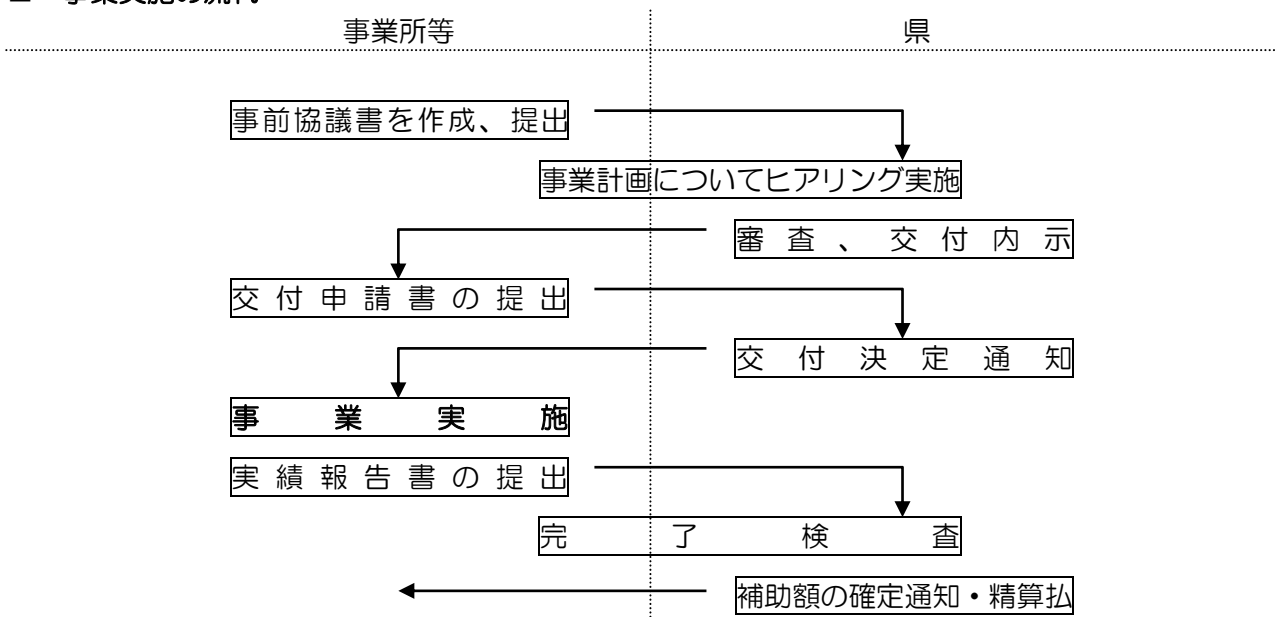 事業所等
県
事前協議書を作成、提出
事業計画についてヒアリング実施
審査、交付内示
交付申請書の提出
交付決定通知
事業実施
実績報告書の提出
完了検査
補助額の確定通知・精算払